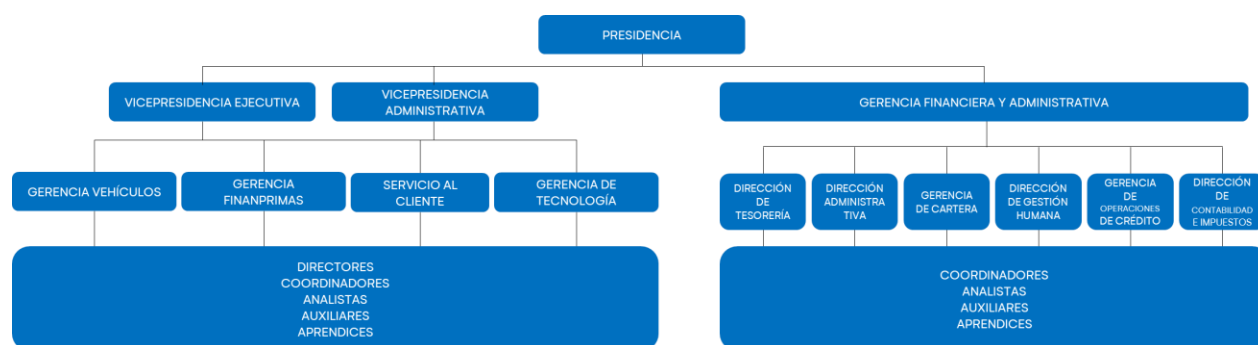 PRESIDENCIA
VICEPRESIDENCIA EJECUTIVA
VICEPRESIDENCIA
ADMINISTRATIVA
GERENCIA FINANCIERA Y ADMINISTRATIVA
GERENCIA VEHÍCULOS
GERENCIA
FINANPRIMAS
SERVICIO AL
CLIENTE
GERENCIA DE
TECNOLOGÍA
DIRECCIÓN
DE
TESORERÍA
DIRECCIÓN
ADMINISTRA
TIVA
GERENCIA
DE CARTERA
DIRECCIÓN
DE GESTIÓN
HUMANA
GERENCIA
DE
OPERACIONES
DE CRÉDITO
DIRECCIÓN
DE
CONTABILIDAD
E IMPUESTOS
DIRECTORES
COORDINADORES
ANALISTAS
AUXILIARES
APRENDICES
COORDINADORES
ANALISTAS
AUXILIARES
APRENDICES